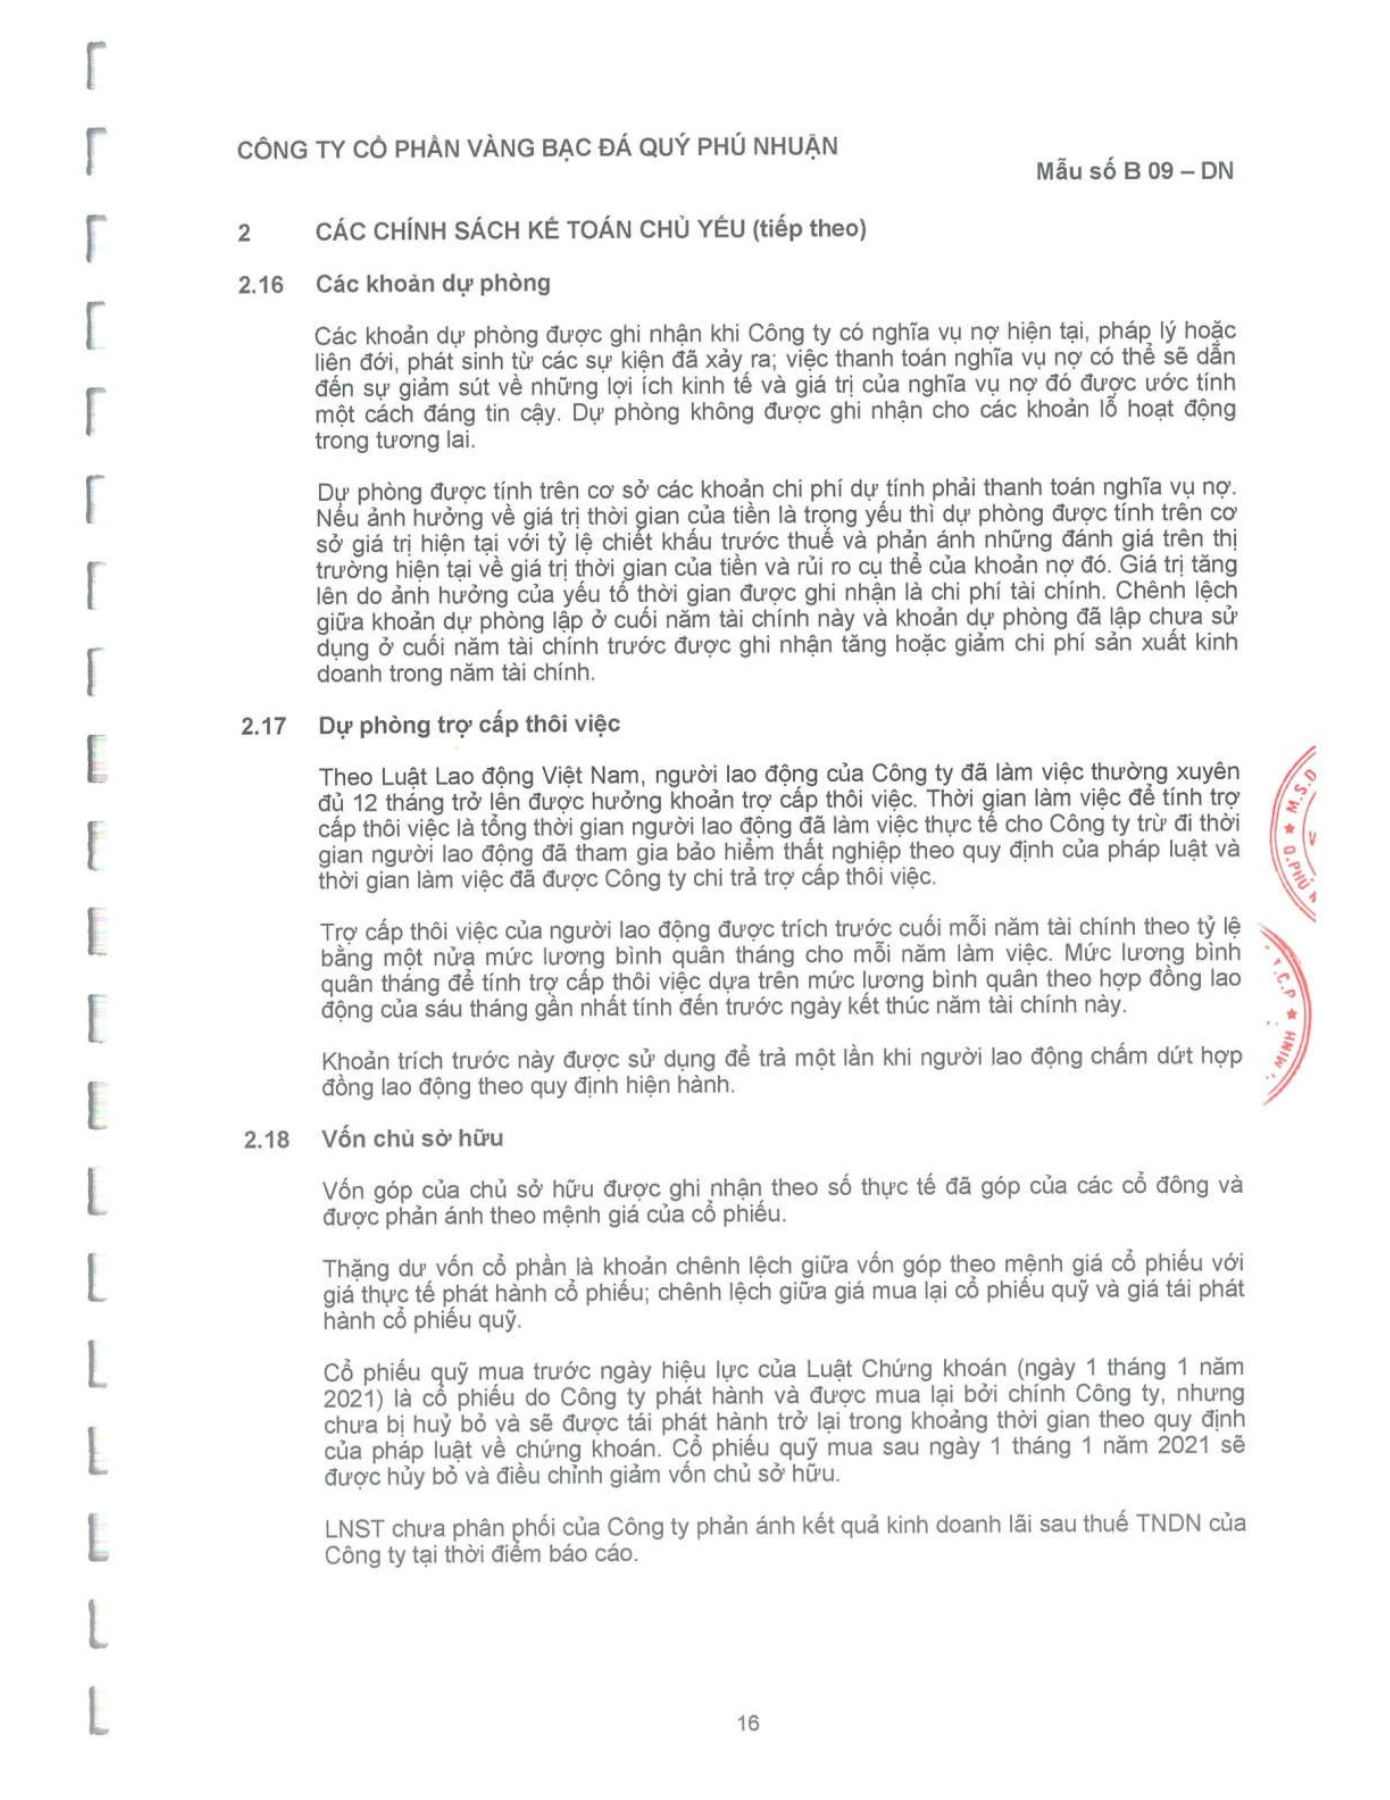 CÔNG TY CỔ PHẦN VÀNG BẠC ĐÁ QUÝ PHÚ NHUẬN
Mẫu số B 09 – DN
2 CÁC CHÍNH SÁCH KẾ TOÁN CHỦ YẾU (tiếp theo)
2.16 Các khoản dự phòng
Các khoản dự phòng được ghi nhận khi Công ty có nghĩa vụ nợ hiện tại, pháp lý hoặc
liên đới, phát sinh từ các sự kiện đã xảy ra; việc thanh toán nghĩa vụ nợ có thể sẽ dẫn
đến sự giảm sút về những lợi ích kinh tế và giá trị của nghĩa vụ nợ đó được ước tính
một cách đáng tin cậy. Dự phòng không được ghi nhận cho các khoản lỗ hoạt động
trong tương lai.
Dự phòng được tính trên cơ sở các khoản chi phí dự tính phải thanh toán nghĩa vụ nợ.
Nếu ảnh hưởng về giá trị thời gian của tiền là trọng yếu thì dự phòng được tính trên cơ
sở giá trị hiện tại với tỷ lệ chiết khấu trước thuế và phản ánh những đánh giá trên thị
trường hiện tại về giá trị thời gian của tiền và rủi ro cụ thể của khoản nợ đó. Giá trị tăng
lên do ảnh hưởng của yếu tố thời gian được ghi nhận là chi phí tài chính. Chênh lệch
giữa khoản dự phòng lập ở cuối năm tài chính này và khoản dự phòng đã lập chưa sử
dụng ở cuối năm tài chính trước được ghi nhận tăng hoặc giảm chi phí sản xuất kinh
doanh trong năm tài chính.
2.17 Dự phòng trợ cấp thôi việc
Theo Luật Lao động Việt Nam, người lao động của Công ty đã làm việc thường xuyên
đủ 12 tháng trở lên được hưởng khoản trợ cấp thôi việc. Thời gian làm việc để tính trợ
cấp thôi việc là tổng thời gian người lao động đã làm việc thực tế cho Công ty trừ đi thời
gian người lao động đã tham gia bảo hiểm thất nghiệp theo quy định của pháp luật và
thời gian làm việc đã được Công ty chi trả trợ cấp thôi việc.
Trợ cấp thôi việc của người lao động được trích trước cuối mỗi năm tài chính theo tỷ lệ
bằng một nửa mức lương bình quân tháng cho mỗi năm làm việc. Mức lương bình
quân tháng để tính trợ cấp thôi việc dựa trên mức lương bình quân theo hợp đồng lao
động của sáu tháng gần nhất tính đến trước ngày kết thúc năm tài chính này.
Khoản trích trước này được sử dụng để trả một lần khi người lao động chấm dứt hợp
đồng lao động theo quy định hiện hành.
2.18 Vốn chủ sở hữu
Vốn góp của chủ sở hữu được ghi nhận theo số thực tế đã góp của các cổ đông và
được phản ánh theo mệnh giá của cổ phiếu.
Thặng dư vốn cổ phần là khoản chênh lệch giữa vốn góp theo mệnh giá cổ phiếu với
giá thực tế phát hành cổ phiếu; chênh lệch giữa giá mua lại cổ phiếu quỹ và giá tái phát
hành cổ phiếu quỹ.
Cổ phiếu quỹ mua trước ngày hiệu lực của Luật Chứng khoán (ngày 1 tháng 1 năm
2021) là cổ phiếu do Công ty phát hành và được mua lại bởi chính Công ty, nhưng
chưa bị huỷ bỏ và sẽ được tái phát hành trở lại trong khoảng thời gian theo quy định
của pháp luật về chứng khoán. Cổ phiếu quỹ mua sau ngày 1 tháng 1 năm 2021 sẽ
được hủy bỏ và điều chỉnh giảm vốn chủ sở hữu.
LNST chưa phân phối của Công ty phản ánh kết quả kinh doanh lãi sau thuế TNDN của
Công ty tại thời điểm báo cáo.
M.S.D
Q.PHÚ
T.C.P
MINH
16